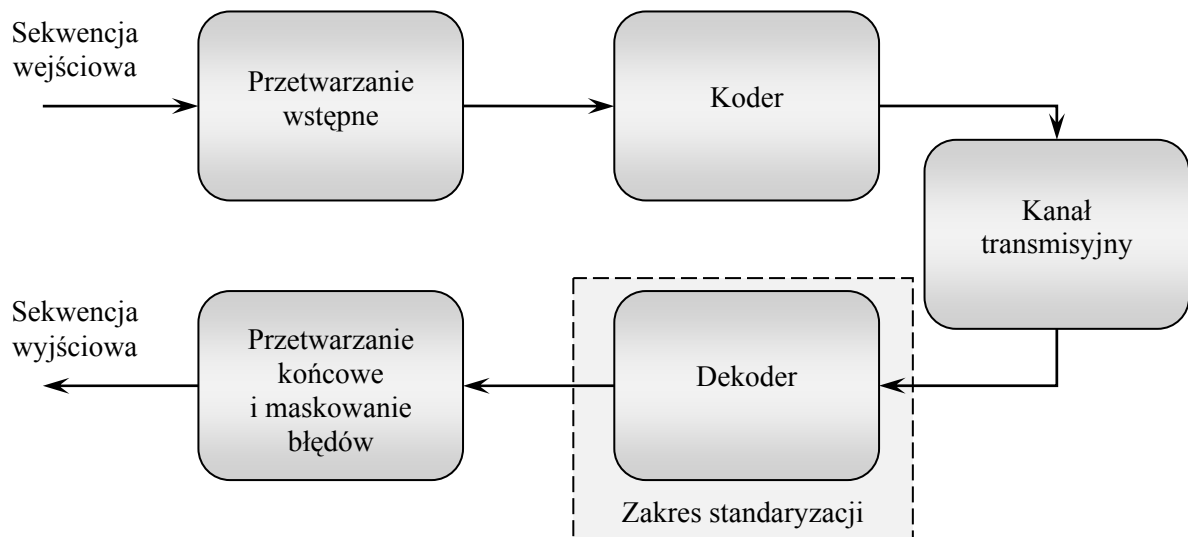 Sekwencja
wejściowa
Przetwarzanie
wstępne
Koder
Kanał
transmisyjny
Sekwencja
wyjściowa
Przetwarzanie
końcowe
i maskowanie
błędów
Dekoder
Zakres standaryzacji